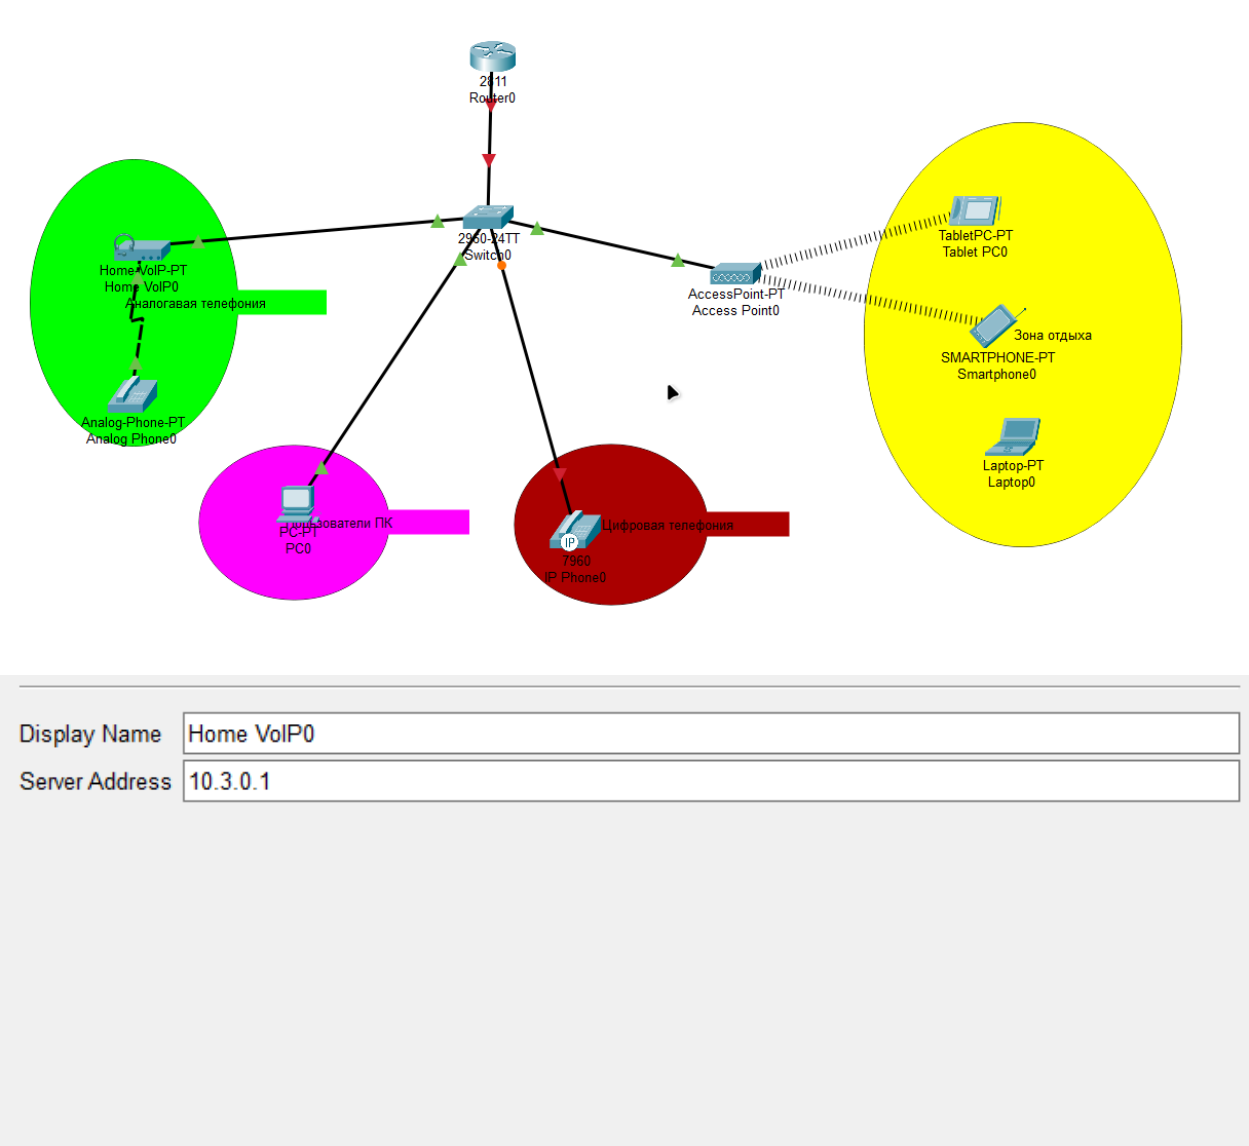 2811
Router0
2950-24TT
Switch0
Home-VoIP-PT
Home VoIP0
Аналогавая телефония
Analog-Phone-PT
Analog Phone0
AccessPoint-PT
Access Point0
TabletPC-PT
Tablet PC0
Зона отдыха
SMARTPHONE-PT
Smartphone0
Laptop-PT
Laptop0
Пользователи ПК
PC-PT
PC0
Цифровая телефония
IP
7960
IP Phone0
Display Name Home VoIP0
Server Address 10.3.0.1